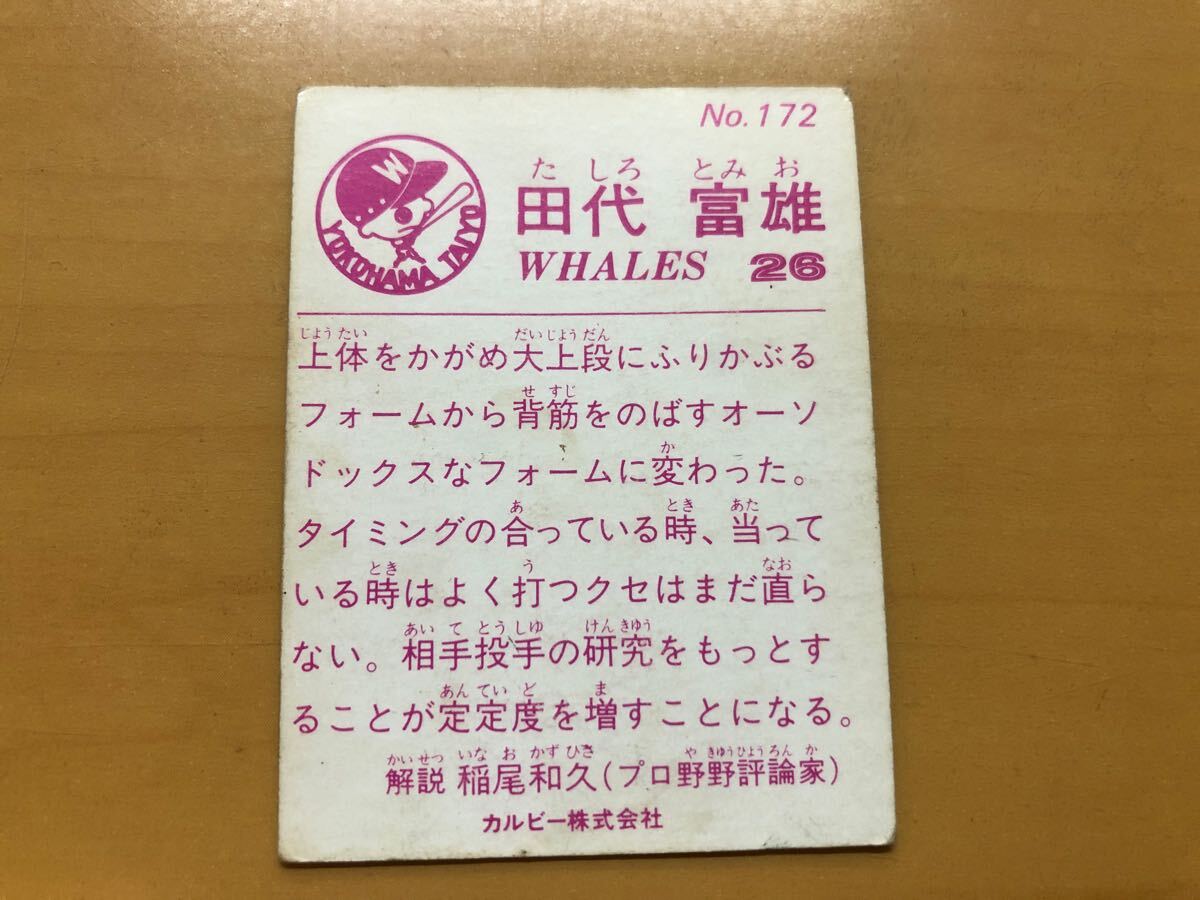 No.172
YOKOHAMA TAIYO
W
たしろ とみお
田代 富雄
WHALES 26
じょうたい だいじょうだん
上体をかがめ大上段にふりかぶる
せすじ
フォームから背筋をのばすオーソ
か
ドックスなフォームに変わった。
あ とき あた
タイミングの合っている時、当って
とき う なお
いる時はよく打つクセはまだ直ら
あいて とうしゆ けんきゆう
ない。相手投手の研究をもっとす
あんていど ま
ることが定定度を増すことになる。
かいせつ いなお かずひさ や きゆうひようろん か
解説 稲尾和久(プロ野野評論家)
カルビー株式会社